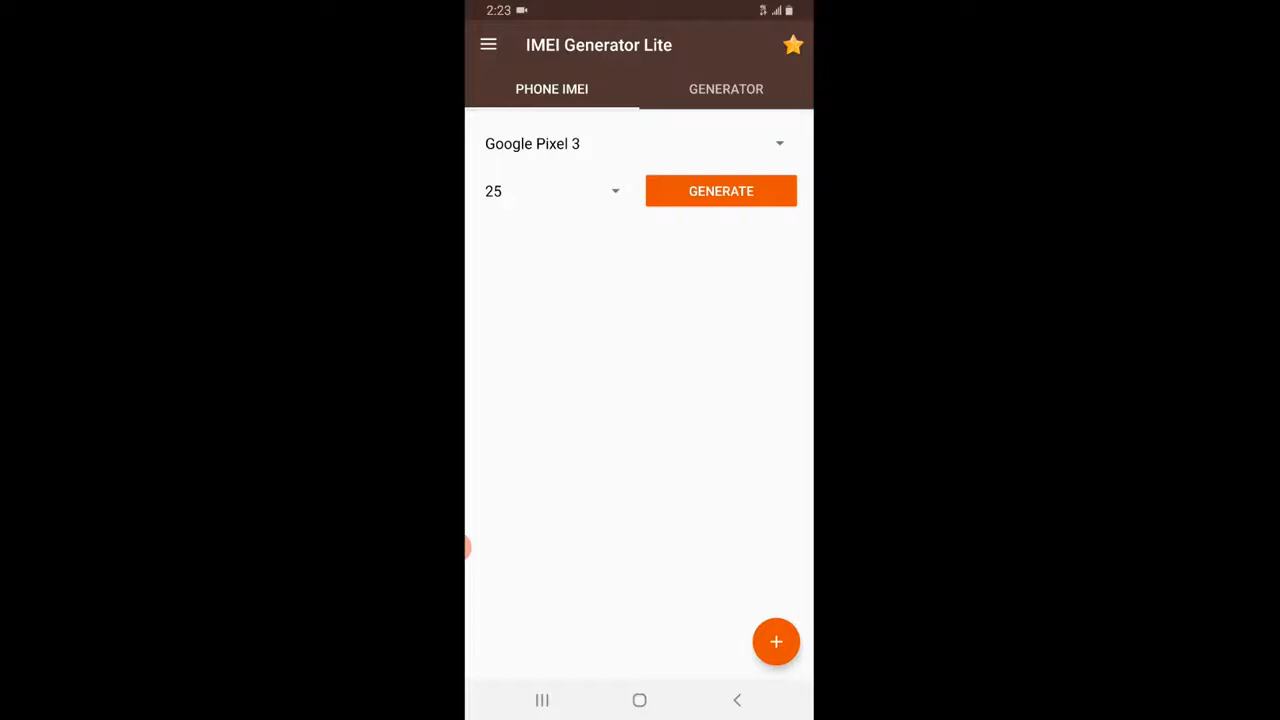 2:23
IMEI Generator Lite
PHONE IMEI
GENERATOR
Google Pixel 3
25
GENERATE